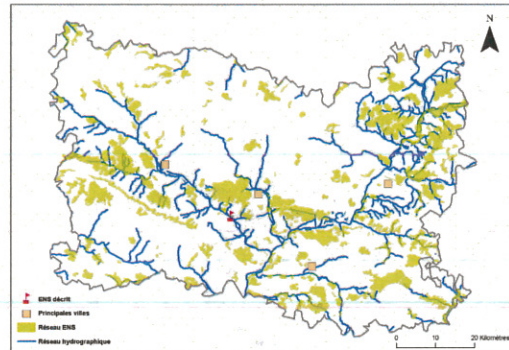 N
ENS décrit
Principales villes
Réseau ENS
Réseau hydrographique
0 10 20 Kilomètres